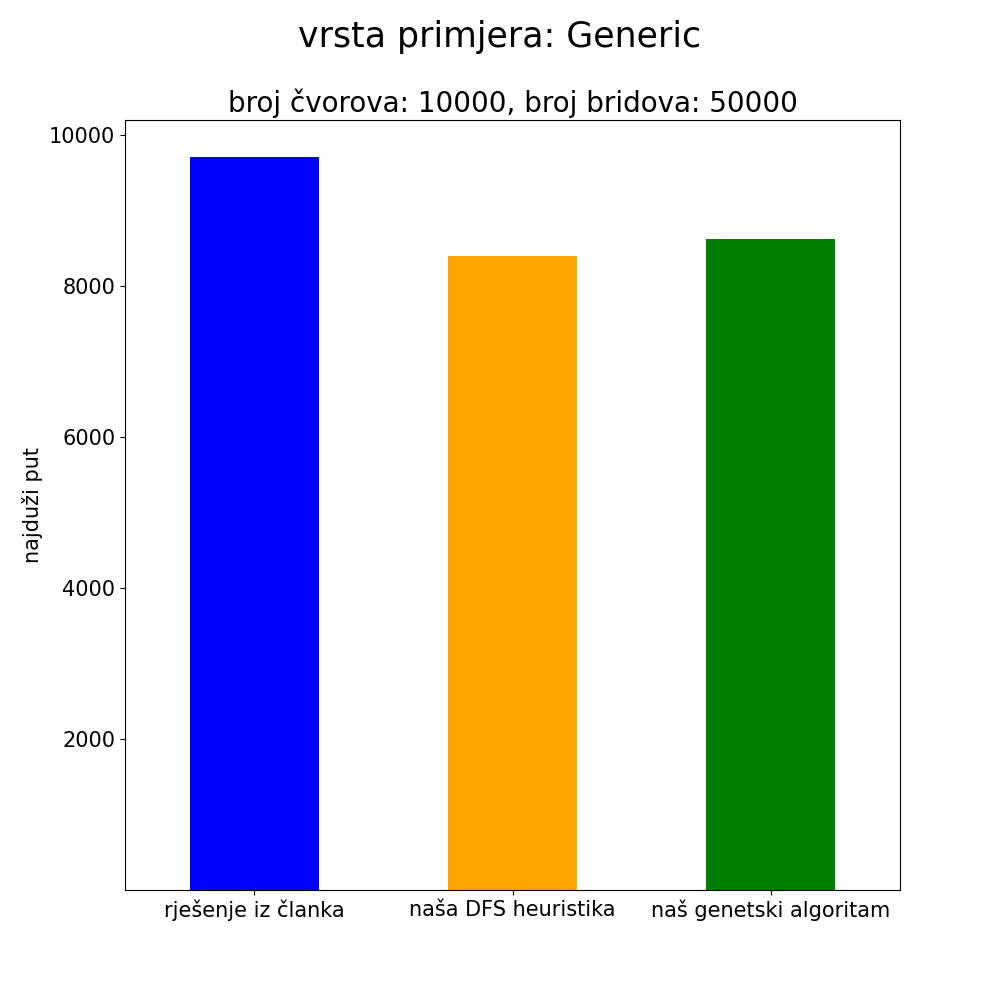 vrsta primjera: Generic
broj čvorova: 10000, broj bridova: 50000
10000
8000
6000
4000
2000
najduži put
rješenje iz članka
naša DFS heuristika
naš genetski algoritam